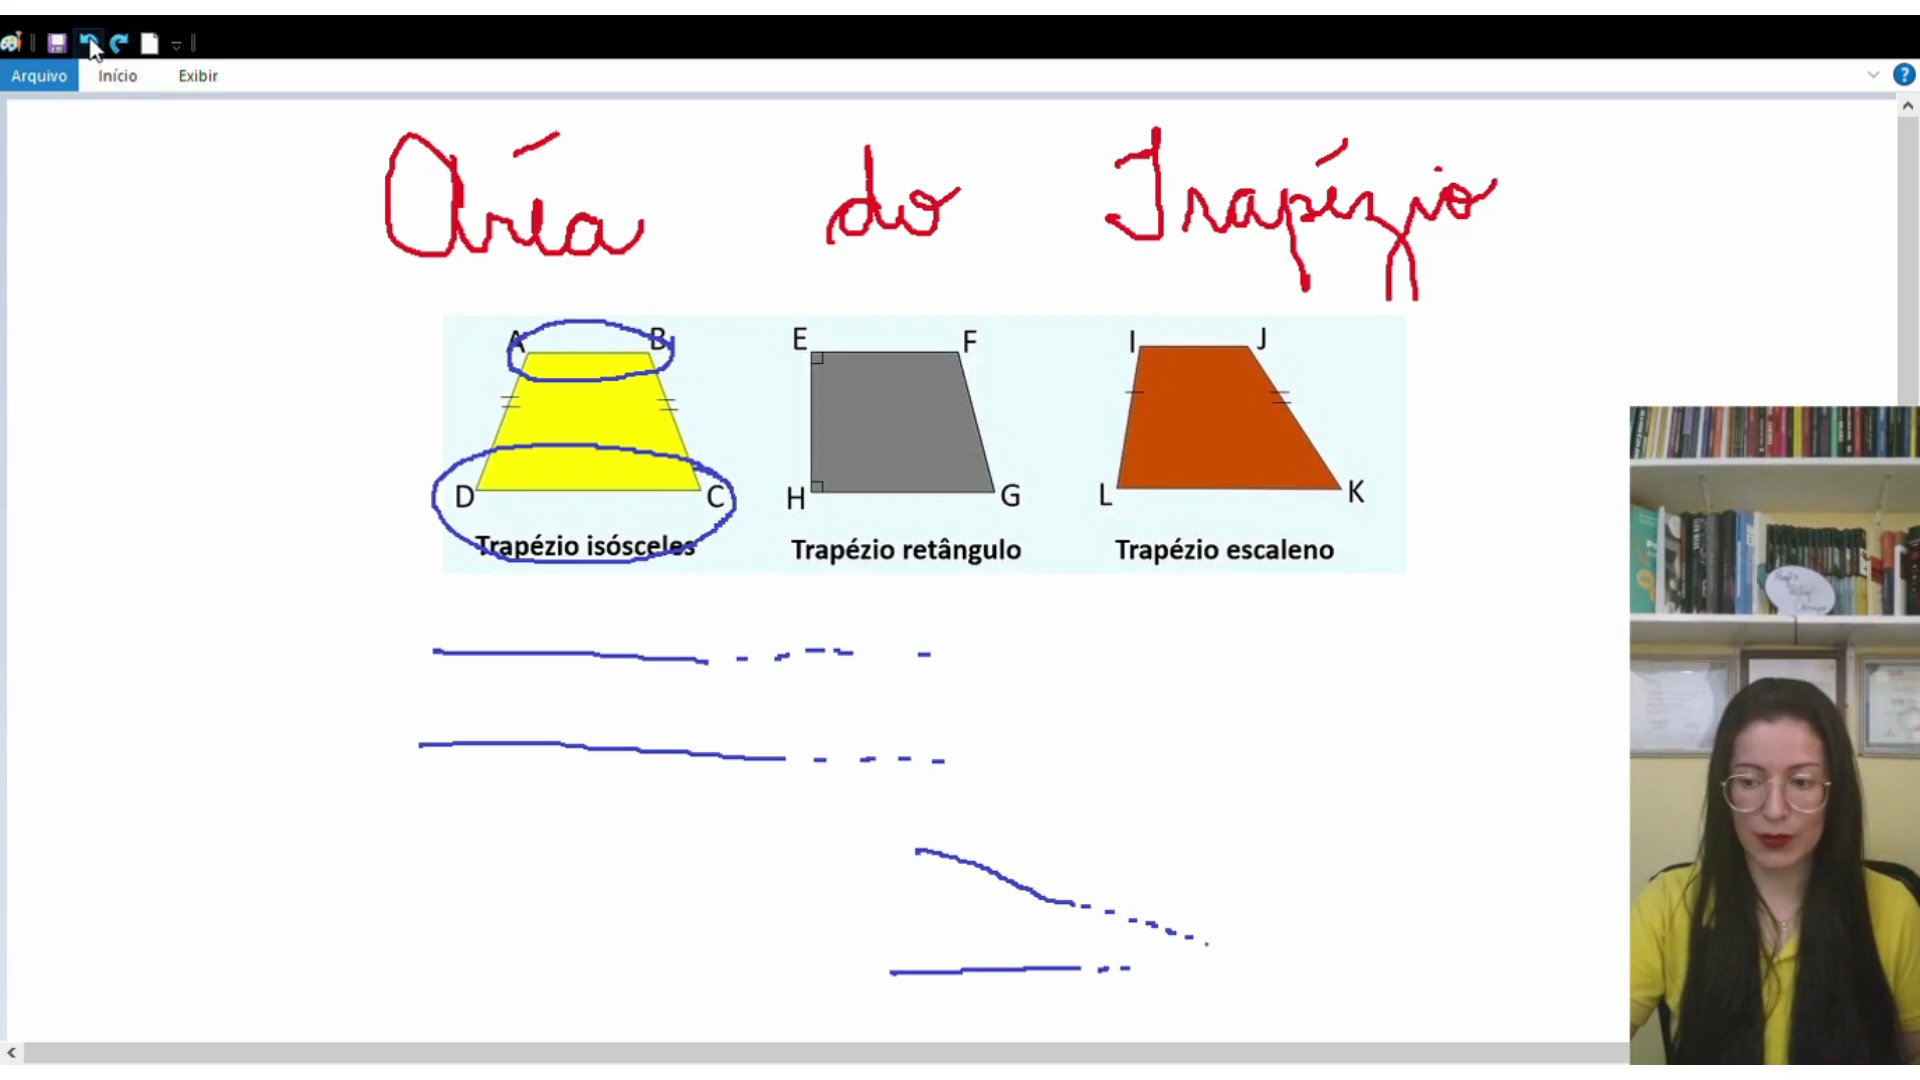 Arquivo Início Exibir ?
Área do Trapézio
A B E F I J
D C H G L K
Trapézio isósceles Trapézio retângulo Trapézio escaleno